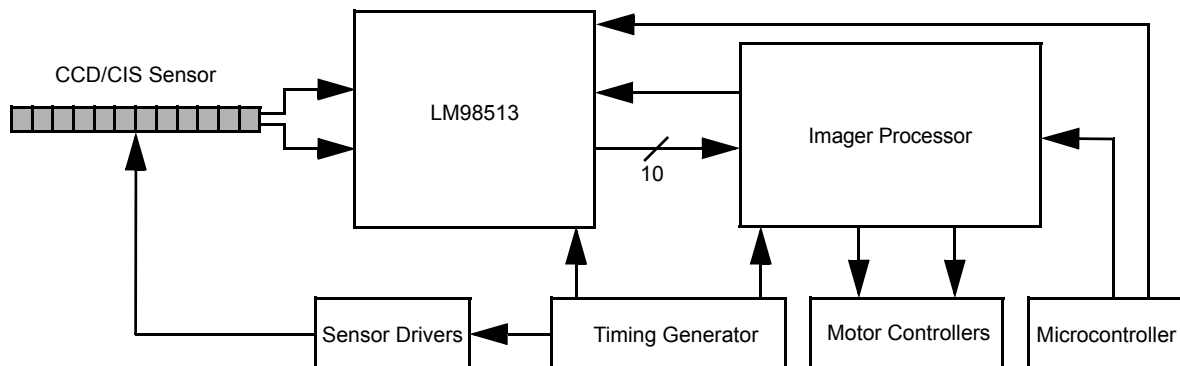 CCD/CIS Sensor
LM98513
Imager Processor
10
Sensor Drivers
Timing Generator
Motor Controllers
Microcontroller